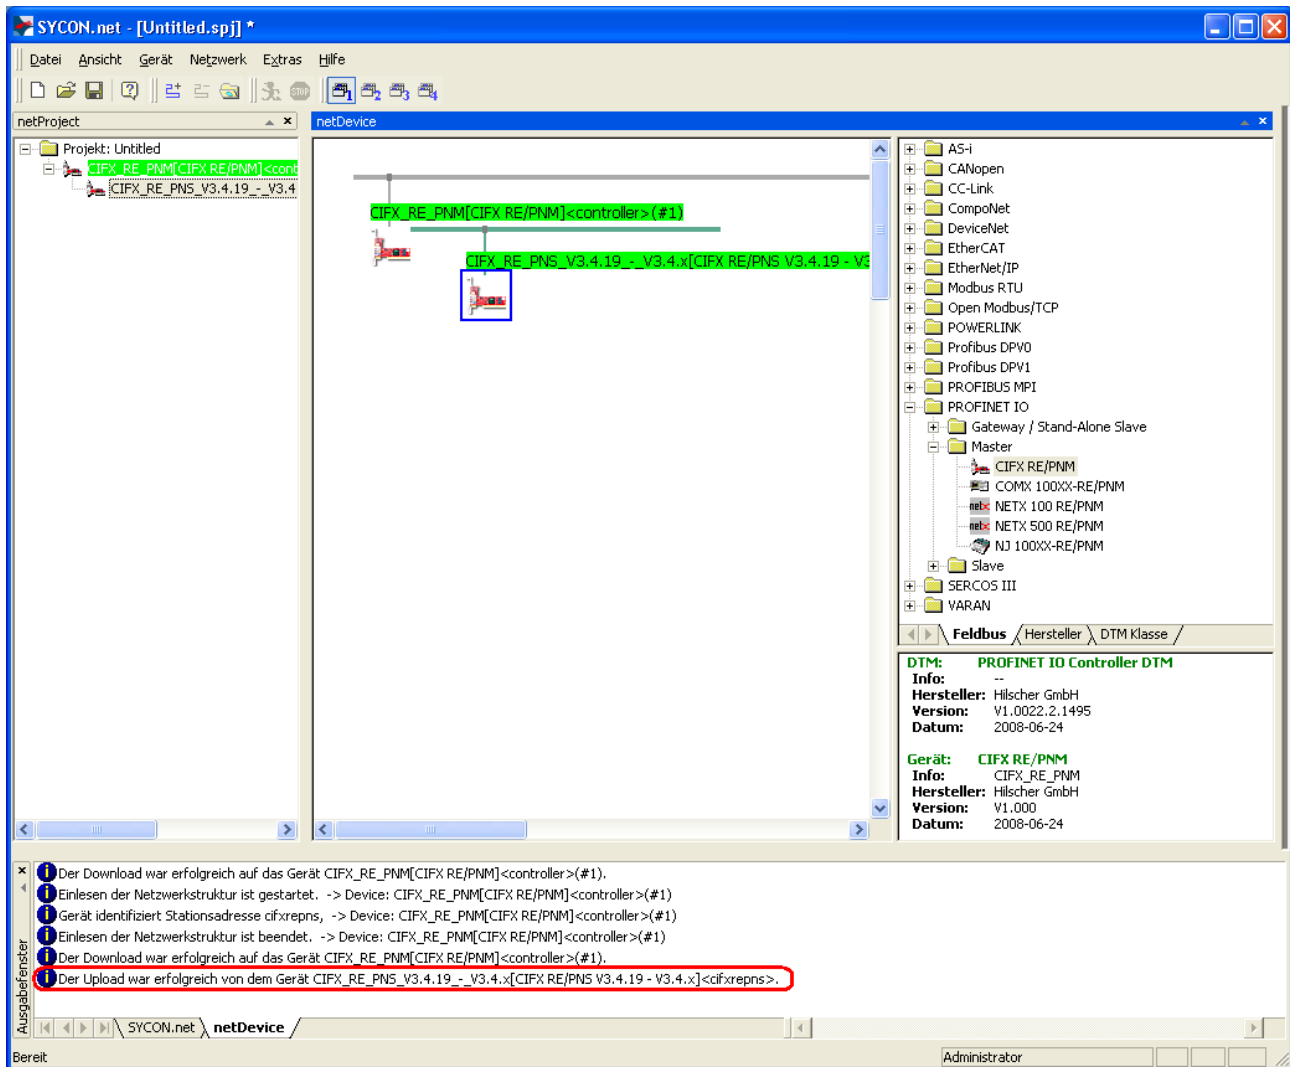 SYCON.net - [Untitled.spj] *
Datei Ansicht Gerät Netzwerk Extras Hilfe
netProject
netDevice
Projekt: Untitled
CIFX_RE_PNM[CIFX RE/PNM]<cont
CIFX_RE_PNS_V3.4.19_-_V3.4
CIFX_RE_PNM[CIFX RE/PNM]<controller>(#1)
CIFX_RE_PNS_V3.4.19_-_V3.4.x[CIFX RE/PNS V3.4.19 - V3
AS-i
CANopen
CC-Link
CompoNet
DeviceNet
EtherCAT
EtherNet/IP
Modbus RTU
Open Modbus/TCP
POWERLINK
Profibus DPV0
Profibus DPV1
PROFIBUS MPI
PROFINET IO
Gateway / Stand-Alone Slave
Master
CIFX RE/PNM
COMX 100XX-RE/PNM
netX NETX 100 RE/PNM
netX NETX 500 RE/PNM
NJ 100XX-RE/PNM
Slave
SERCOS III
VARAN
Feldbus Hersteller DTM Klasse
DTM: PROFINET IO Controller DTM
Info: --
Hersteller: Hilscher GmbH
Version: V1.0022.2.1495
Datum: 2008-06-24
Gerät: CIFX RE/PNM
Info: CIFX_RE_PNM
Hersteller: Hilscher GmbH
Version: V1.000
Datum: 2008-06-24
Ausgabefenster
Der Download war erfolgreich auf das Gerät CIFX_RE_PNM[CIFX RE/PNM]<controller>(#1).
Einlesen der Netzwerkstruktur ist gestartet. -> Device: CIFX_RE_PNM[CIFX RE/PNM]<controller>(#1)
Gerät identifiziert Stationsadresse cifxrepns, -> Device: CIFX_RE_PNM[CIFX RE/PNM]<controller>(#1)
Einlesen der Netzwerkstruktur ist beendet. -> Device: CIFX_RE_PNM[CIFX RE/PNM]<controller>(#1)
Der Download war erfolgreich auf das Gerät CIFX_RE_PNM[CIFX RE/PNM]<controller>(#1).
Der Upload war erfolgreich von dem Gerät CIFX_RE_PNS_V3.4.19_-_V3.4.x[CIFX RE/PNS V3.4.19 - V3.4.x]<cifxrepns>.
SYCON.net netDevice
Bereit
Administrator